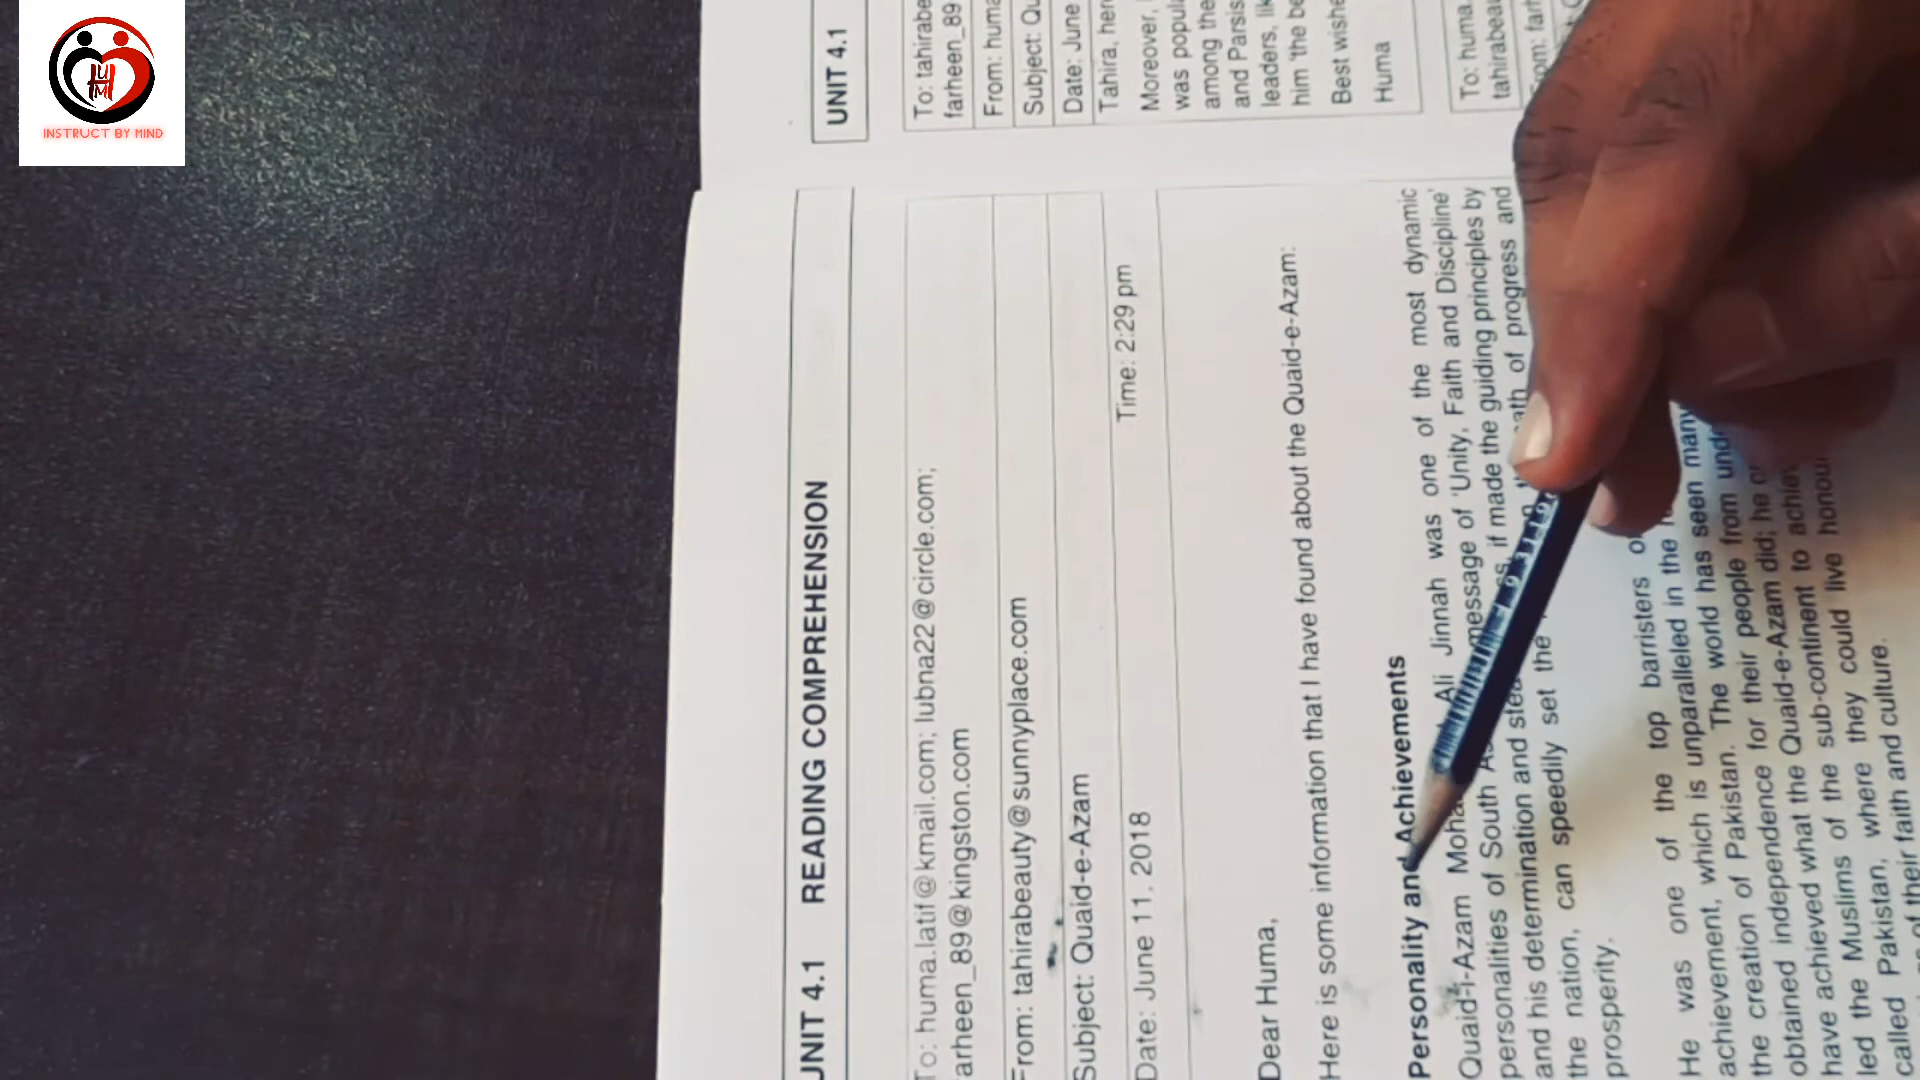 INSTRUCT BY MIND
UNIT 4.1 READING COMPREHENSION
To: huma.latif@kmail.com; lubna22@circle.com;
farheen_89@kingston.com
From: tahirabeauty@sunnyplace.com
Subject: Quaid-e-Azam
Date: June 11. 2018 Time: 2:29 pm
Dear Huma,
Here is some information that I have found about the Quaid-e-Azam:
Personality and Achievements
Quaid-i-Azam Moha Ali Jinnah was one of the most dynamic
personalities of South message of 'Unity, Faith and Discipline'
and his determination and if made the guiding principles by
the nation, can speedily set the of progress and
prosperity.
He was one of the top barristers
achievement, which is unparalleled in the
the creation of Pakistan. The world has seen many
obtained independence for their people from
have achieved what the Quaid-e-Azam did; he
led the Muslims of the sub-continent to
called Pakistan, where they could live
of their faith and culture.
UNIT 4.1
To: tahirabe
farheen_89
From: huma
Subject: Qu
Date: June
Tahira, her
Moreover,
was popul
among the
and Parsis
leaders, lik
him 'the be
Best wishe
Huma
To: huma.
tahirabea
From: farh